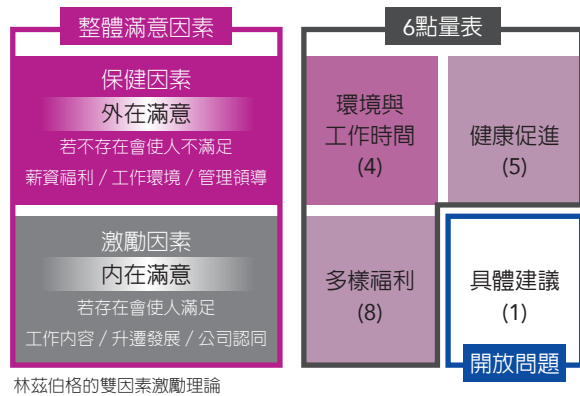 整體滿意因素
保健因素
外在滿意
若不存在會使人不滿足
薪資福利 / 工作環境 / 管理領導
激勵因素
內在滿意
若存在會使人滿足
工作內容 / 升遷發展 / 公司認同
林茲伯格的雙因素激勵理論
6點量表
環境與
工作時間
(4)
健康促進
(5)
多樣福利
(8)
具體建議
(1)
開放問題